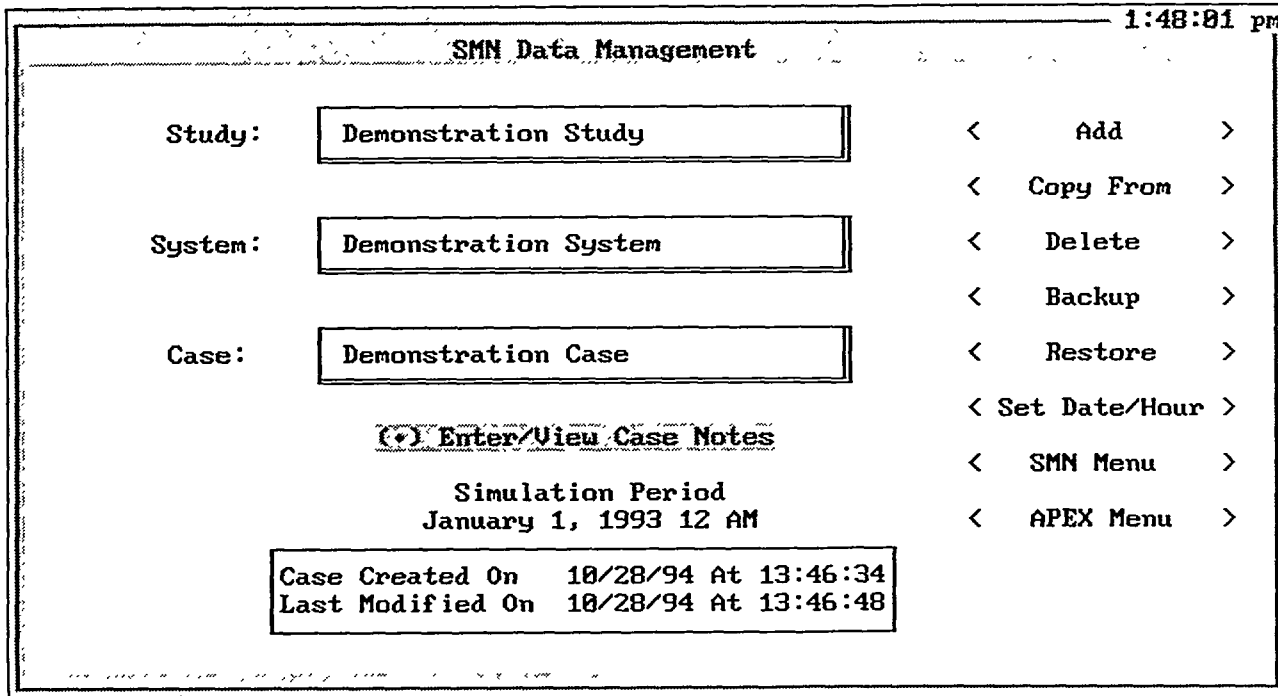 1:48:01 pm
SMN Data Management
Study: Demonstration Study
< Add >
< Copy From >
System: Demonstration System
< Delete >
< Backup >
Case: Demonstration Case
< Restore >
< Set Date/Hour >
(•) Enter/View Case Notes
< SMN Menu >
Simulation Period
January 1, 1993 12 AM
< APEX Menu >
Case Created On 10/28/94 At 13:46:34
Last Modified On 10/28/94 At 13:46:48